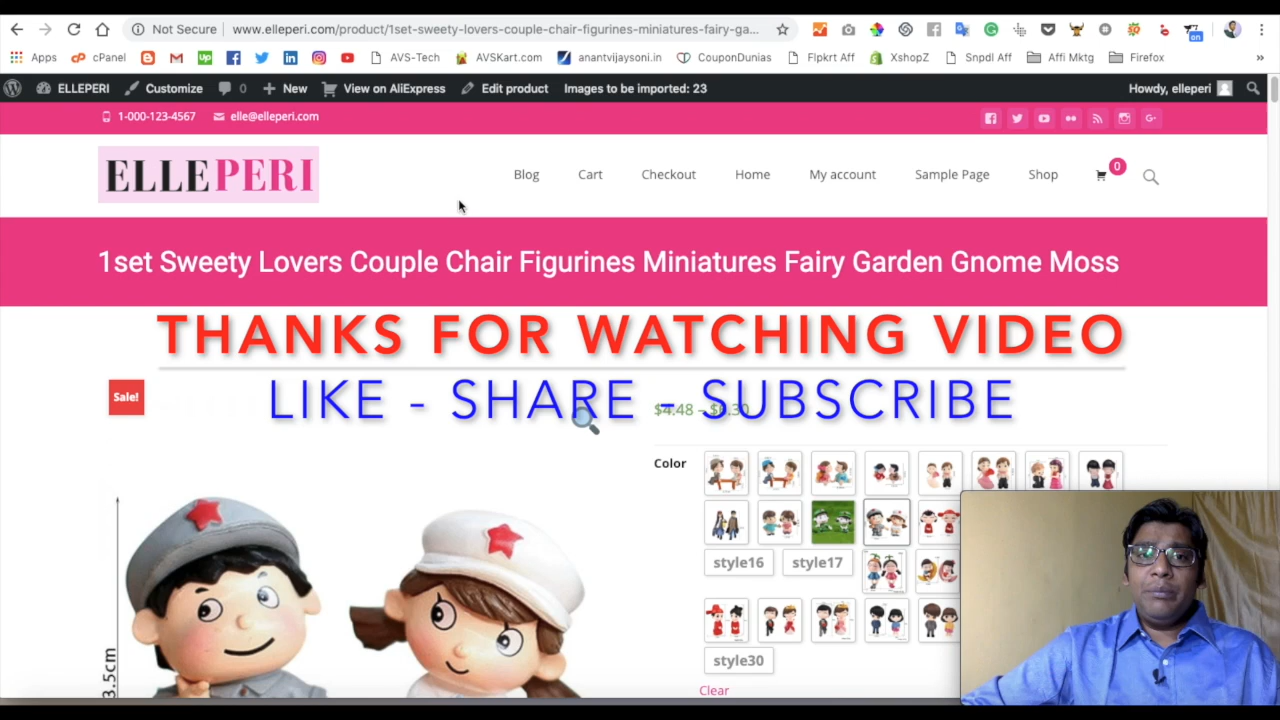 Not Secure
www.elleperi.com/product/1set-sweety-lovers-couple-chair-figurines-miniatures-fairy-ga...
on
Apps cPanel AVS-Tech AVSKart.com anantvijaysoni.in CouponDunias Flpkrt Aff XshopZ Snpdl Aff Affi Mktg Firefox »
ELLEPERI Customize 0 New View on AliExpress Edit product Images to be imported: 23 Howdy, elleperi
1-000-123-4567 elle@elleperi.com
ELLEPERI
Blog Cart Checkout Home My account Sample Page Shop 0
1set Sweety Lovers Couple Chair Figurines Miniatures Fairy Garden Gnome Moss
THANKS FOR WATCHING VIDEO
Sale!
LIKE - SHARE - SUBSCRIBE
$4.48 – $6.30
Color
style16 style17
style30
Clear
3.5cm